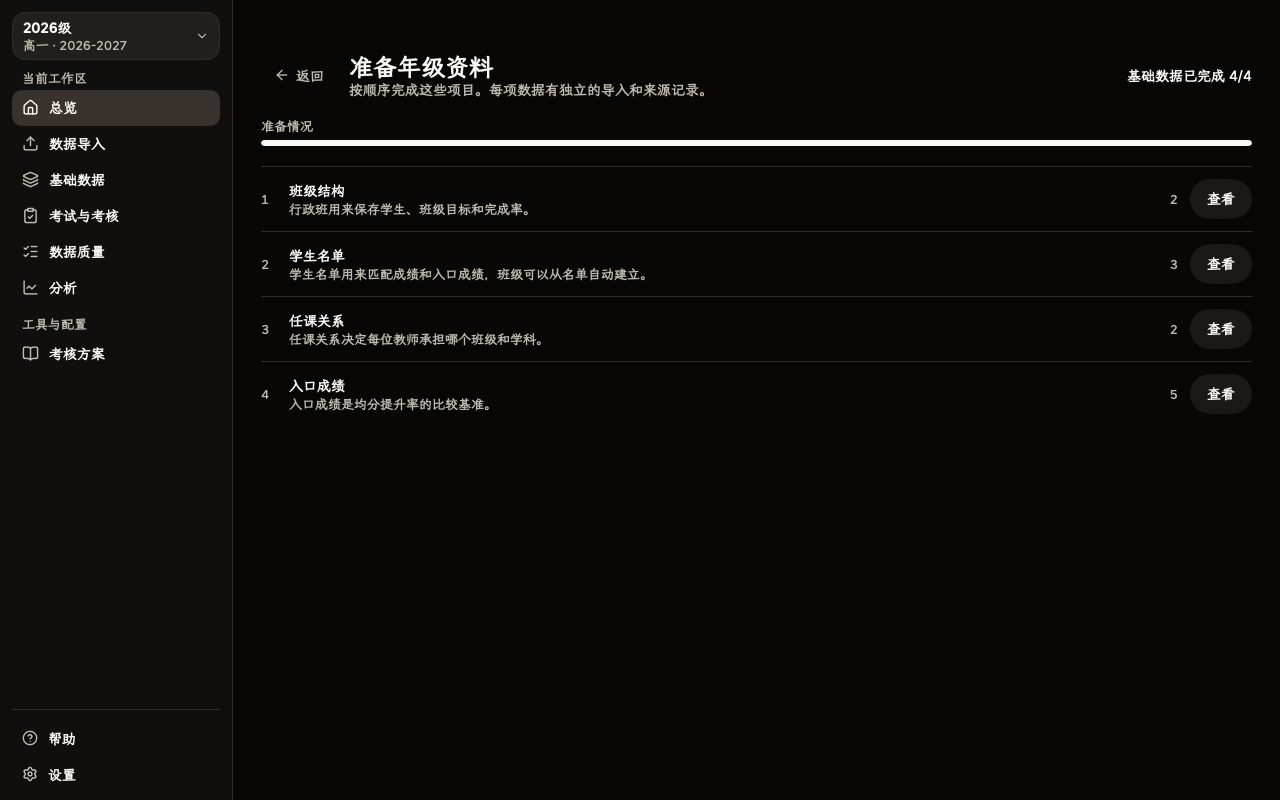 2026级
高一 · 2026-2027
当前工作区
总览
数据导入
基础数据
考试与考核
数据质量
分析
工具与配置
考核方案
帮助
设置
返回
准备年级资料
按顺序完成这些项目。每项数据有独立的导入和来源记录。
基础数据已完成 4/4
准备情况
1
班级结构
行政班用来保存学生、班级目标和完成率。
2
查看
2
学生名单
学生名单用来匹配成绩和入口成绩，班级可以从名单自动建立。
3
查看
3
任课关系
任课关系决定每位教师承担哪个班级和学科。
2
查看
4
入口成绩
入口成绩是均分提升率的比较基准。
5
查看